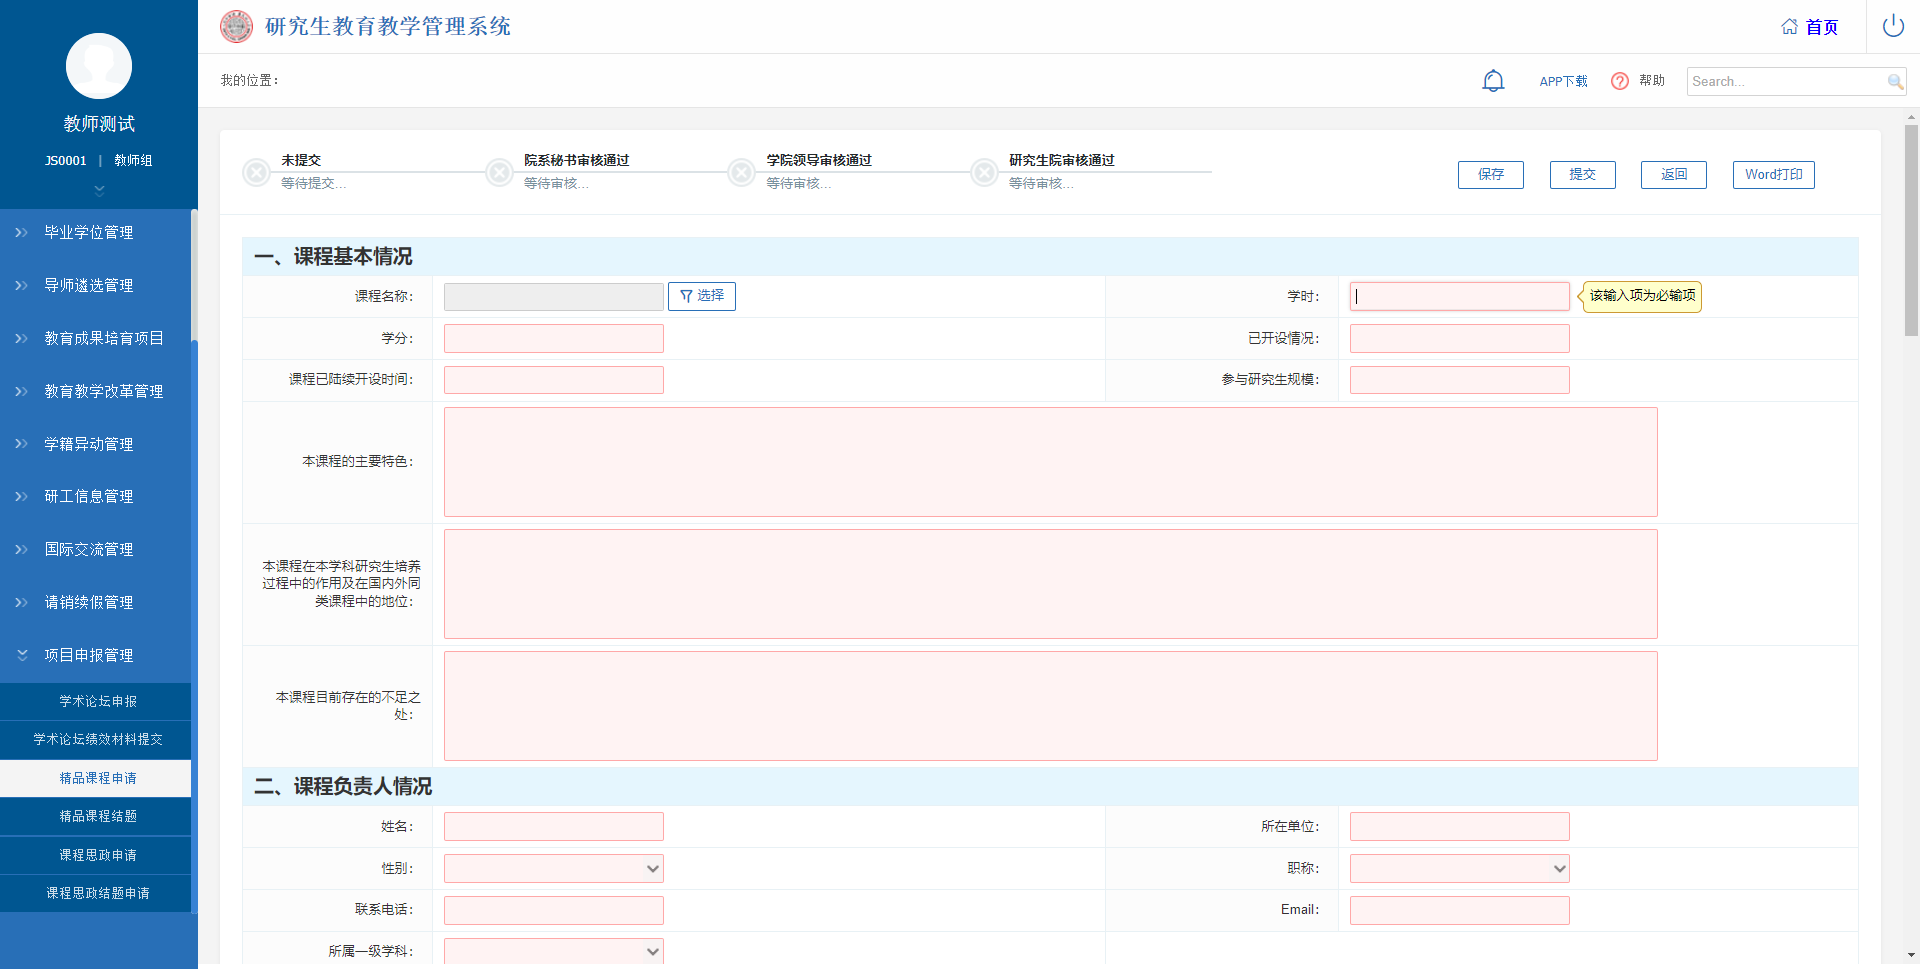 研究生教育教学管理系统
首页
我的位置：
APP下载
帮助
Search...
教师测试
JS0001 | 教师组
毕业学位管理
导师遴选管理
教育成果培育项目
教育教学改革管理
学籍异动管理
研工信息管理
国际交流管理
请销续假管理
项目申报管理
学术论坛申报
学术论坛绩效材料提交
精品课程申请
精品课程结题
课程思政申请
课程思政结题申请
未提交
等待提交...
院系秘书审核通过
等待审核...
学院领导审核通过
等待审核...
研究生院审核通过
等待审核...
保存
提交
返回
Word打印
一、课程基本情况
课程名称：
选择
学时：
该输入项为必输项
学分：
已开设情况：
课程已陆续开设时间：
参与研究生规模：
本课程的主要特色：
本课程在本学科研究生培养
过程中的作用及在国内外同
类课程中的地位：
本课程目前存在的不足之
处：
二、课程负责人情况
姓名：
所在单位：
性别：
职称：
联系电话：
Email：
所属一级学科：